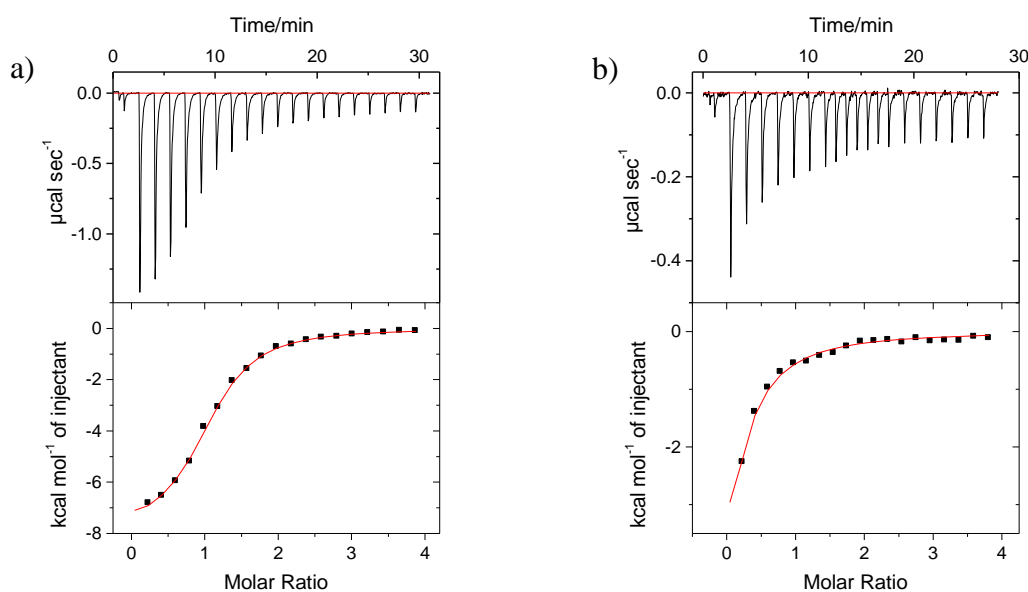 a)
Time/min
0 10 20 30
0.0
-0.5
-1.0
µcal sec⁻¹
0
-2
-4
-6
-8
kcal mol⁻¹ of injectant
0 1 2 3 4
Molar Ratio
b)
Time/min
0 10 20 30
0.0
-0.2
-0.4
µcal sec⁻¹
0
-2
kcal mol⁻¹ of injectant
0 1 2 3 4
Molar Ratio